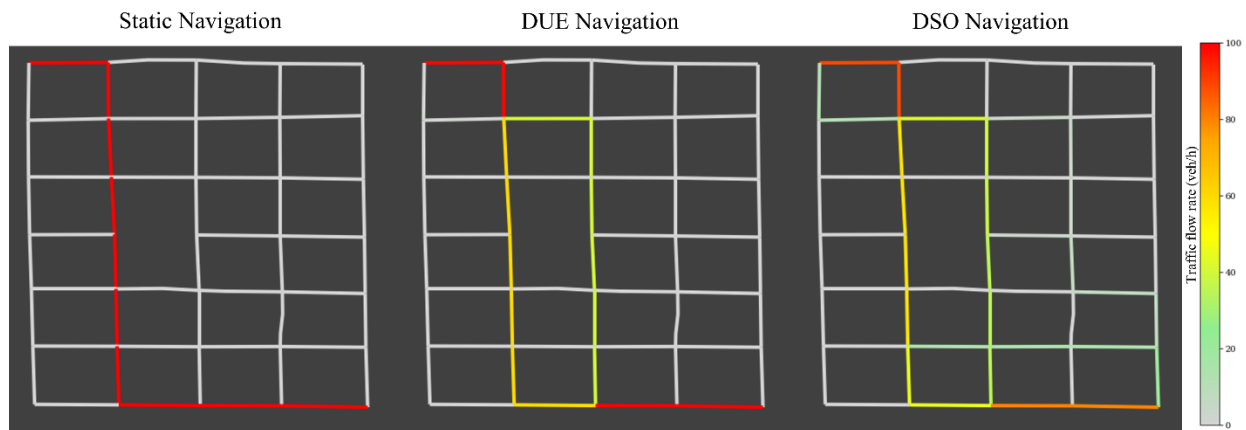 Static Navigation
DUE Navigation
DSO Navigation
100
80
60
40
20
0
Traffic flow rate (veh/h)